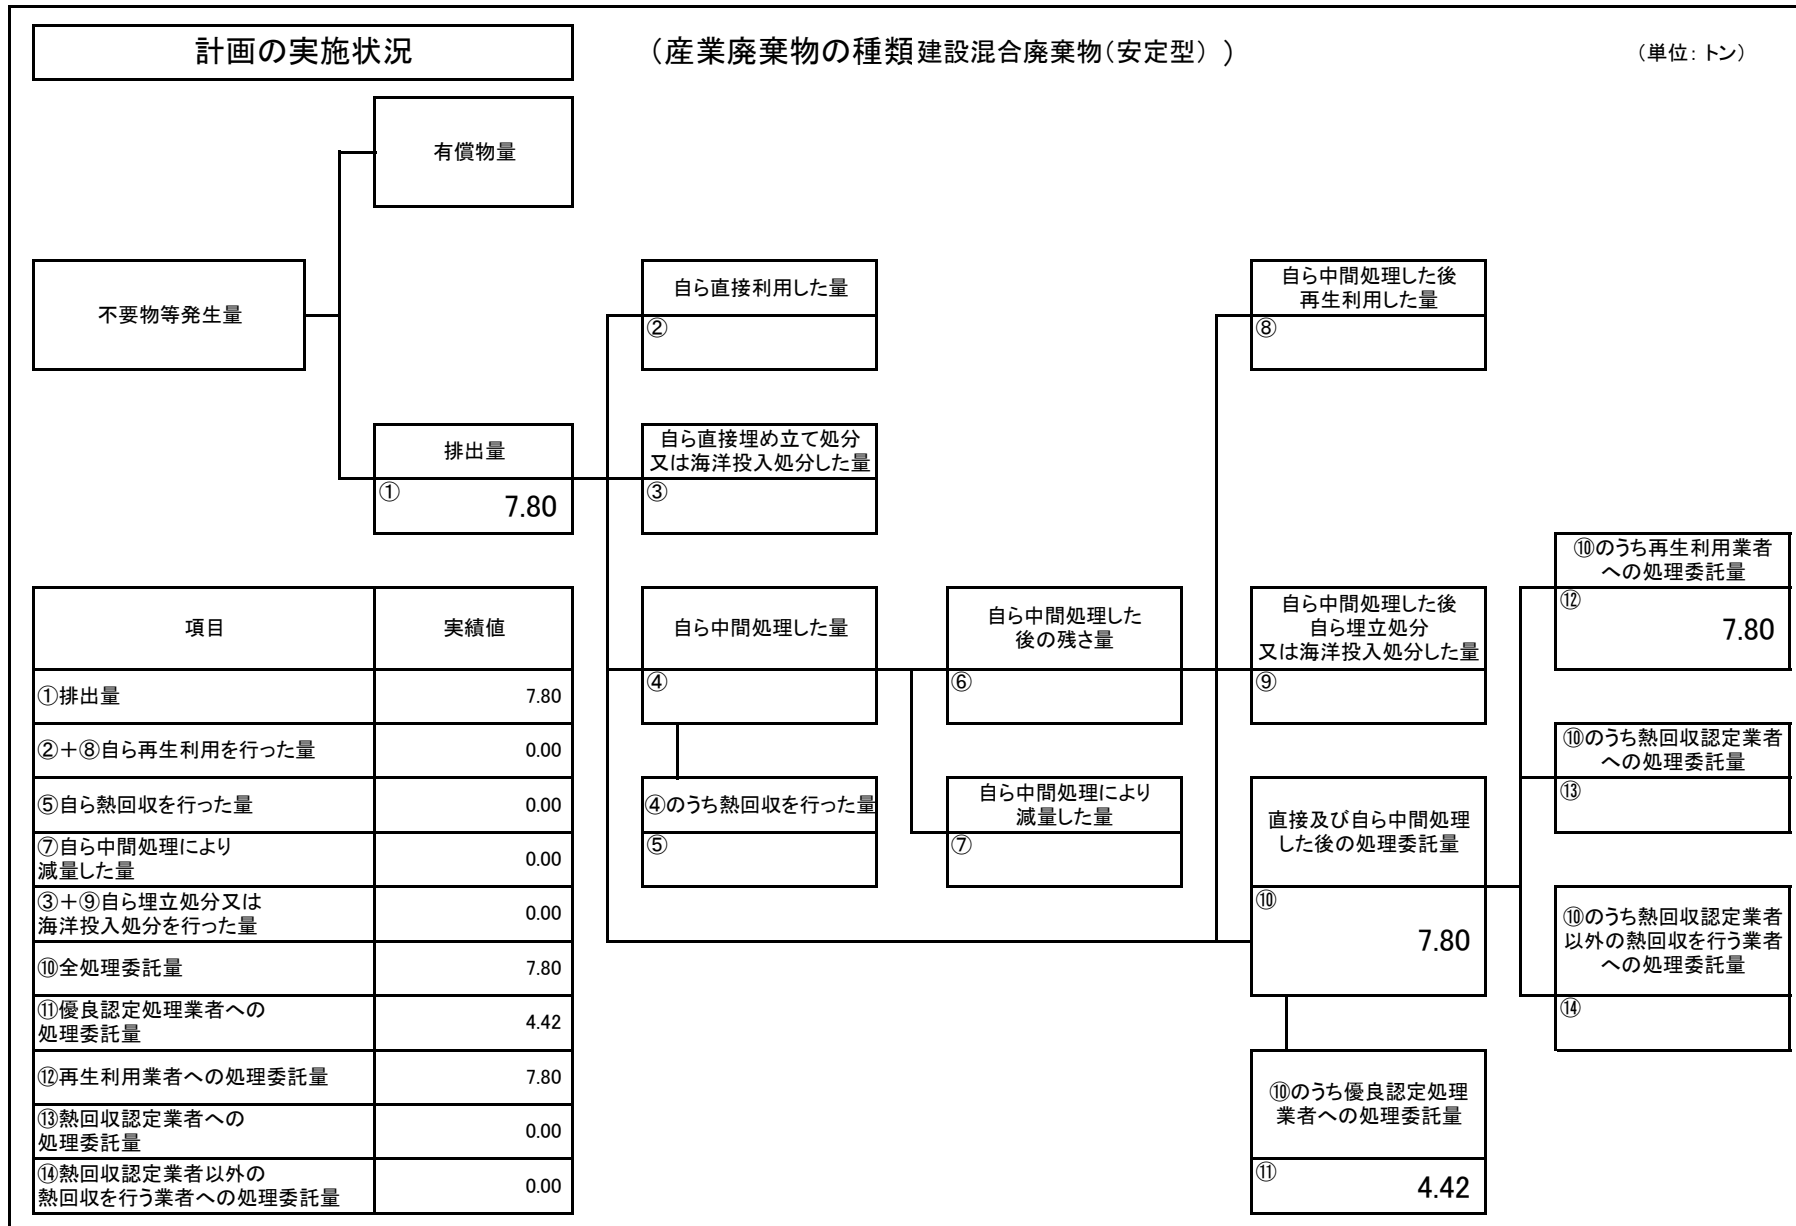 計画の実施状況
（産業廃棄物の種類建設混合廃棄物（安定型） ）
（単位：トン）
有償物量
不要物等発生量
自ら直接利用した量
②
自ら中間処理した後
再生利用した量
⑧
排出量
① 7.80
自ら直接埋め立て処分
又は海洋投入処分した量
③
⑩のうち再生利用業者
への処理委託量
⑫ 7.80
自ら中間処理した量
④
自ら中間処理した
後の残さ量
⑥
自ら中間処理した後
自ら埋立処分
又は海洋投入処分した量
⑨
⑩のうち熱回収認定業者
への処理委託量
⑬
④のうち熱回収を行った量
⑤
自ら中間処理により
減量した量
⑦
直接及び自ら中間処理
した後の処理委託量
⑩ 7.80
⑩のうち熱回収認定業者
以外の熱回収を行う業者
への処理委託量
⑭
⑩のうち優良認定処理
業者への処理委託量
⑪ 4.42
項目 実績値
①排出量 7.80
②＋⑧自ら再生利用を行った量 0.00
⑤自ら熱回収を行った量 0.00
⑦自ら中間処理により
減量した量 0.00
③＋⑨自ら埋立処分又は
海洋投入処分を行った量 0.00
⑩全処理委託量 7.80
⑪優良認定処理業者への
処理委託量 4.42
⑫再生利用業者への処理委託量 7.80
⑬熱回収認定業者への
処理委託量 0.00
⑭熱回収認定業者以外の
熱回収を行う業者への処理委託量 0.00